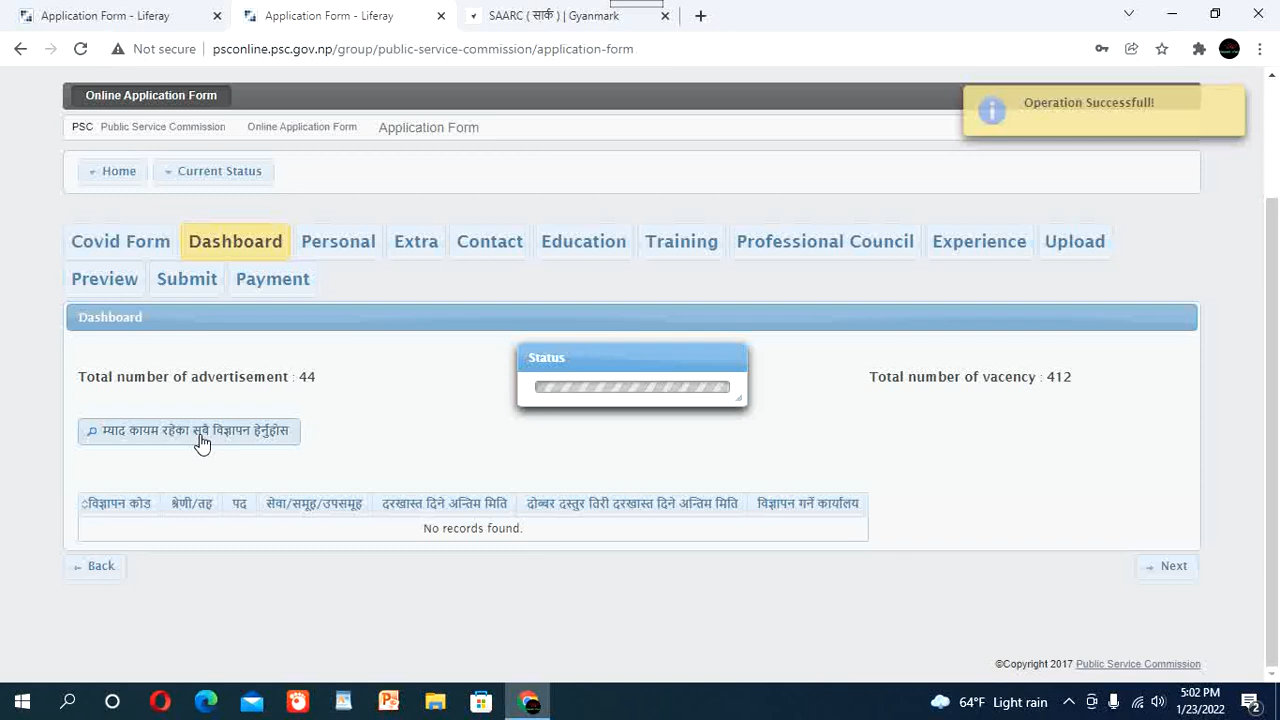 Application Form - Liferay
Application Form - Liferay
SAARC ( सार्क ) | Gyanmark
Not secure
psconline.psc.gov.np/group/public-service-commission/application-form
Online Application Form
Operation Successfull!
PSC Public Service Commission Online Application Form Application Form
Home Current Status
Covid Form Dashboard Personal Extra Contact Education Training Professional Council Experience Upload
Preview Submit Payment
Dashboard
Status
Total number of advertisement : 44
Total number of vacancy : 412
म्याद कायम रहेका सबै विज्ञापन हेर्नुहोस
विज्ञापन कोड श्रेणी/तह पद सेवा/समूह/उपसमूह दरखास्त दिने अन्तिम मिति दोब्बर दस्तुर तिरी दरखास्त दिने अन्तिम मिति विज्ञापन गर्ने कार्यालय
No records found.
Back
Next
©Copyright 2017 Public Service Commission
64°F Light rain
5:02 PM
1/23/2022
2